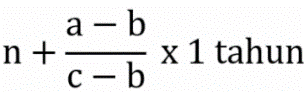 n + a − b / c − b x 1 tahun